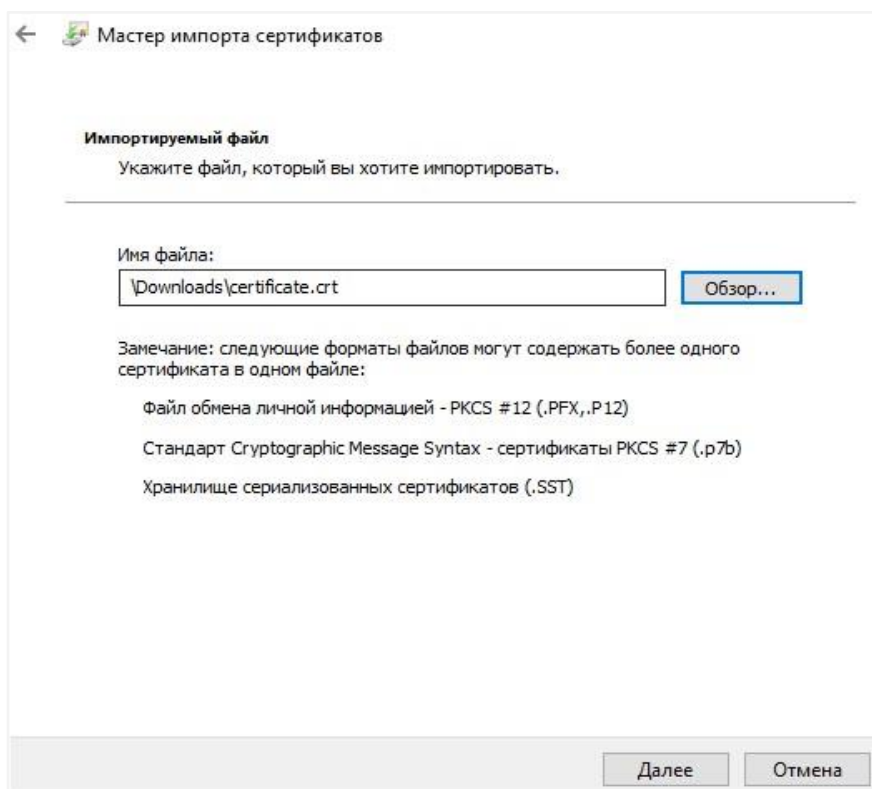 Мастер импорта сертификатов
Импортируемый файл
Укажите файл, который вы хотите импортировать.
Имя файла:
\Downloads\certificate.crt
Обзор...
Замечание: следующие форматы файлов могут содержать более одного
сертификата в одном файле:
Файл обмена личной информацией - PKCS #12 (.PFX,.P12)
Стандарт Cryptographic Message Syntax - сертификаты PKCS #7 (.p7b)
Хранилище сериализованных сертификатов (.SST)
Далее
Отмена